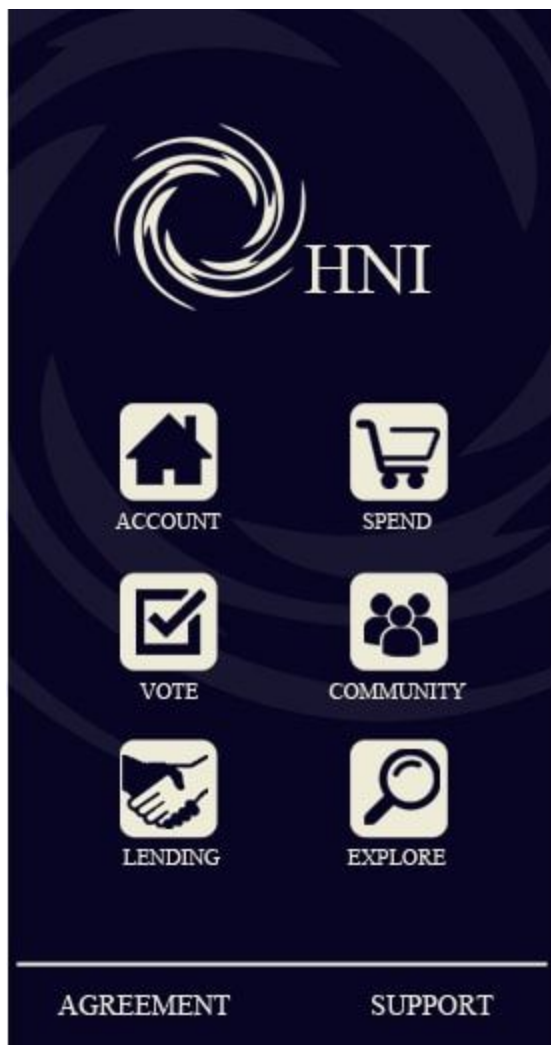 HNI
ACCOUNT SPEND
VOTE COMMUNITY
LENDING EXPLORE
AGREEMENT SUPPORT